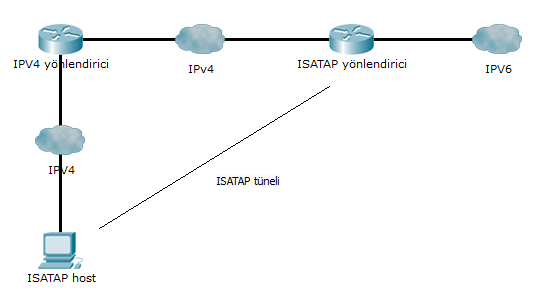 IPV4 yönlendirici
IPv4
ISATAP yönlendirici
IPV6
IPV4
ISATAP tüneli
ISATAP host